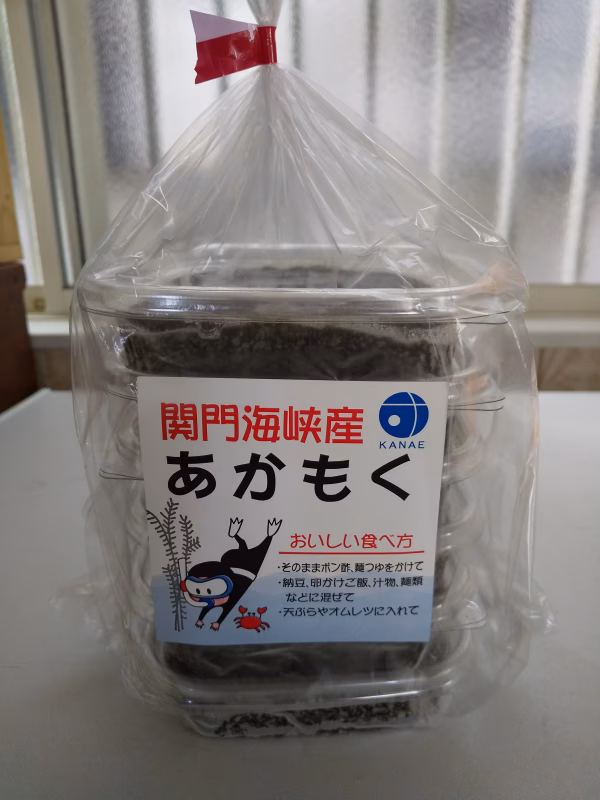 関門海峡産
KANAE
あかもく
おいしい食べ方
・そのままポン酢、麺つゆをかけて
・納豆、卵かけご飯、汁物、麺類
などに混ぜて
・天ぷらやオムレツに入れて